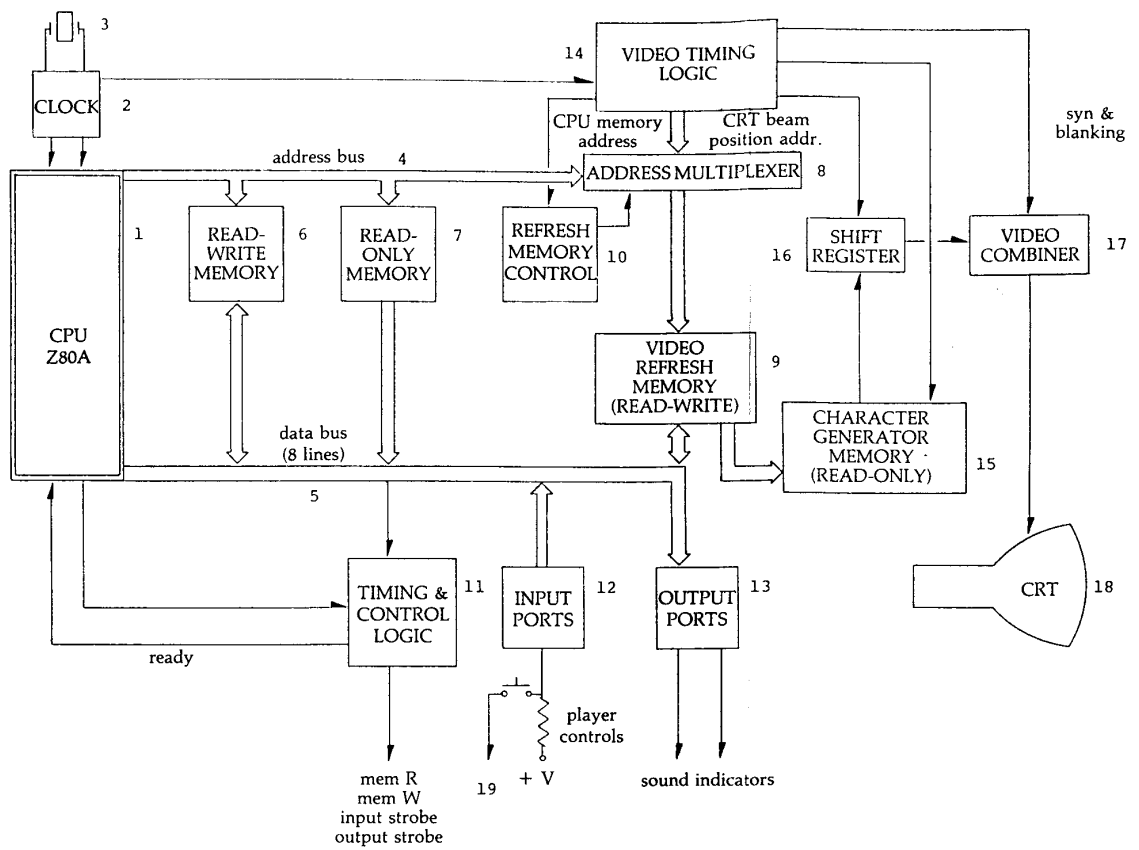 3
CLOCK
2
14
VIDEO TIMING
LOGIC
CPU memory
address
CRT beam
position addr.
syn &
blanking
address bus
4
ADDRESS MULTIPLEXER
8
1
READ-
WRITE
MEMORY
6
READ-
ONLY
MEMORY
7
REFRESH
MEMORY
CONTROL
10
16
SHIFT
REGISTER
VIDEO
COMBINER
17
CPU
Z80A
VIDEO
REFRESH
MEMORY
(READ-WRITE)
9
CHARACTER
GENERATOR
MEMORY
(READ-ONLY)
15
data bus
(8 lines)
5
TIMING &
CONTROL
LOGIC
11
INPUT
PORTS
12
OUTPUT
PORTS
13
CRT
18
ready
player
controls
19
+ V
sound indicators
mem R
mem W
input strobe
output strobe